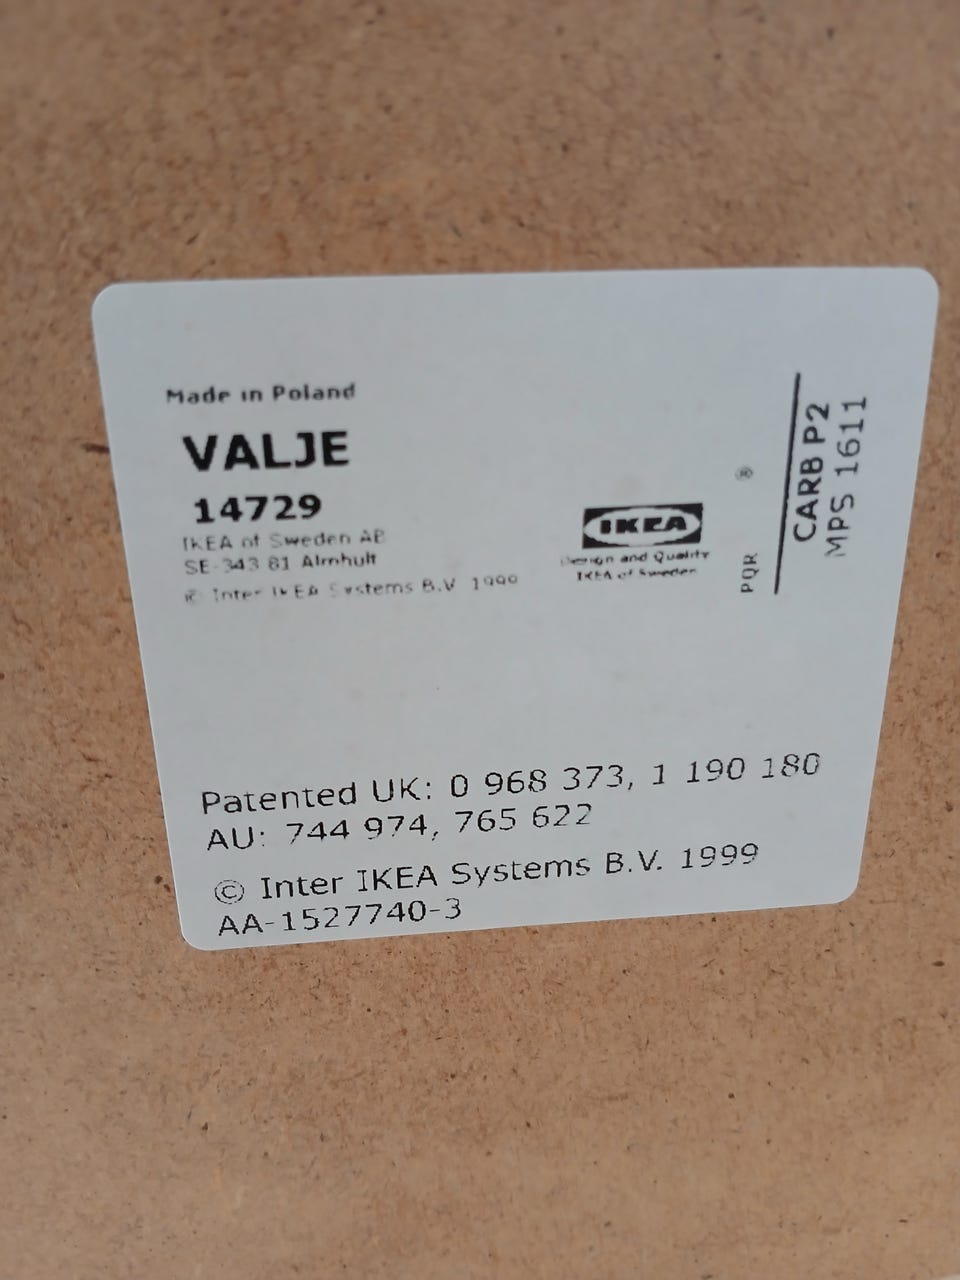 Made in Poland
VALJE
14729
IKEA of Sweden AB
SE-343 81 Älmhult
© Inter IKEA Systems B.V. 1999
IKEA
Design and Quality
IKEA of Sweden
®
PQR
CARB P2
MPS 1611
Patented UK: 0 968 373, 1 190 180
AU: 744 974, 765 622
© Inter IKEA Systems B.V. 1999
AA-1527740-3